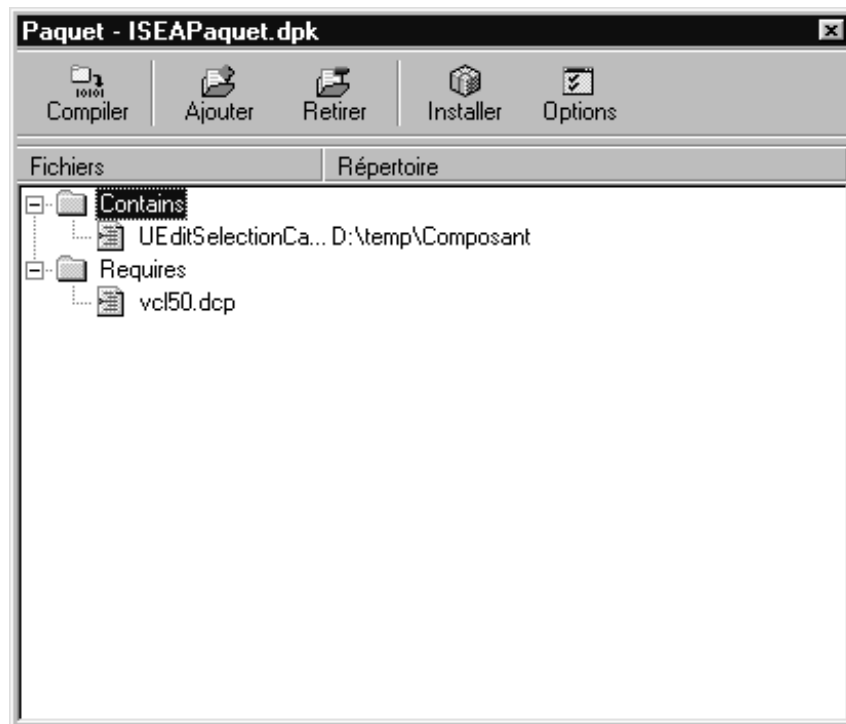 Paquet - ISEAPaquet.dpk
Compiler Ajouter Retirer Installer Options
Fichiers Répertoire
Contains
UEditSelectionCa... D:\temp\Composant
Requires
vcl50.dcp